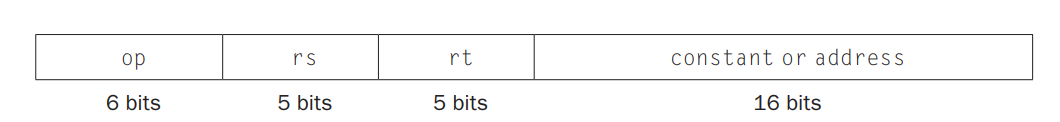 op rs rt constant or address
6 bits 5 bits 5 bits 16 bits